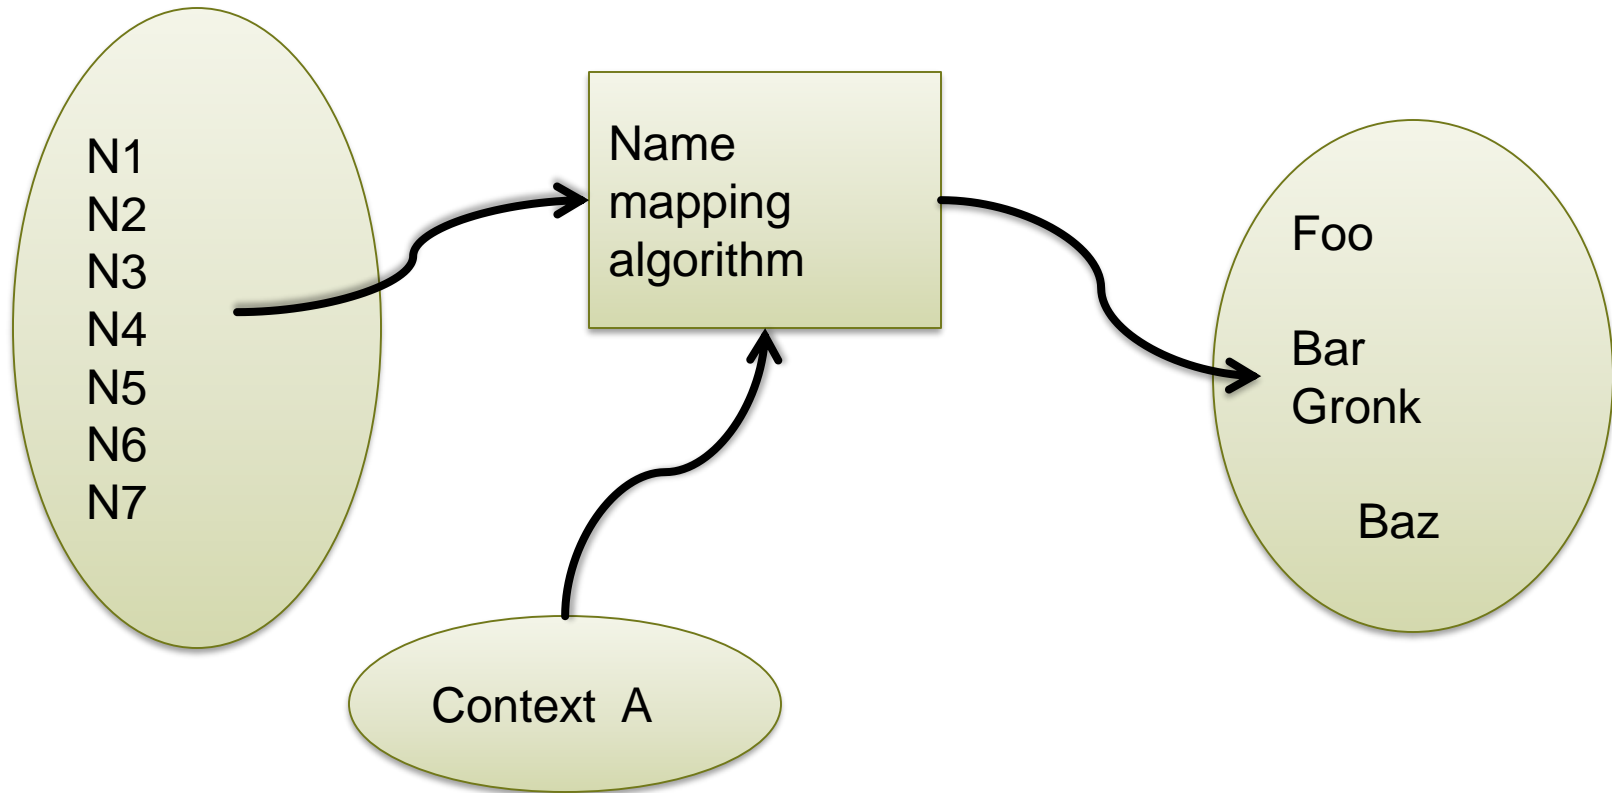 N1
N2
N3
N4
N5
N6
N7
Name
mapping
algorithm
Foo
Bar
Gronk
Baz
Context A